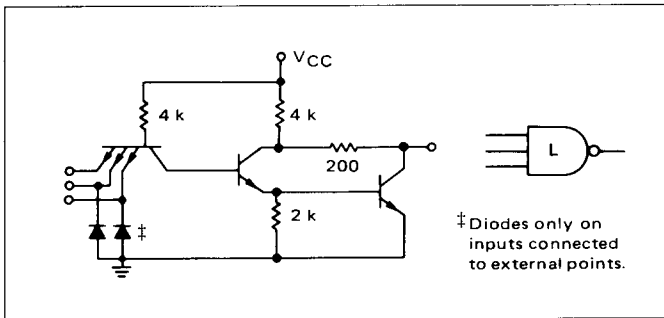 VCC
4 k
4 k
200
2 k
L
‡
‡Diodes only on
inputs connected
to external points.